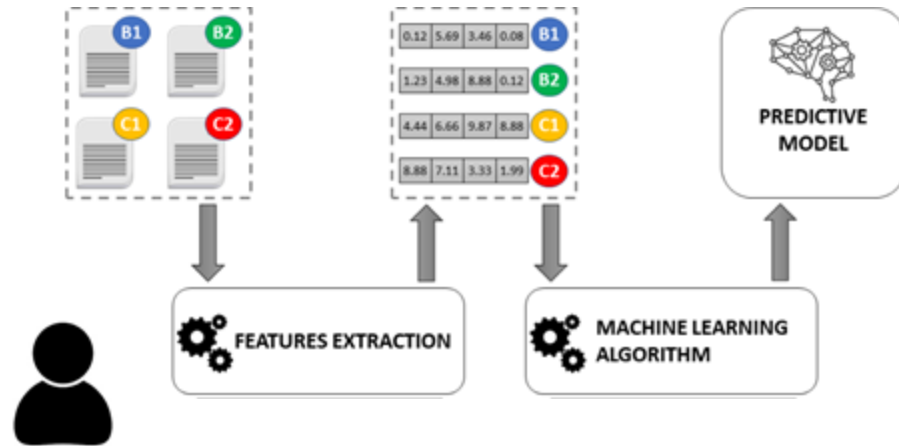 B1
B2
C1
C2
0.12 5.69 3.46 0.08 B1
1.23 4.98 8.88 0.12 B2
4.44 6.66 9.87 8.88 C1
8.88 7.11 3.33 1.99 C2
PREDICTIVE
MODEL
FEATURES EXTRACTION
MACHINE LEARNING
ALGORITHM